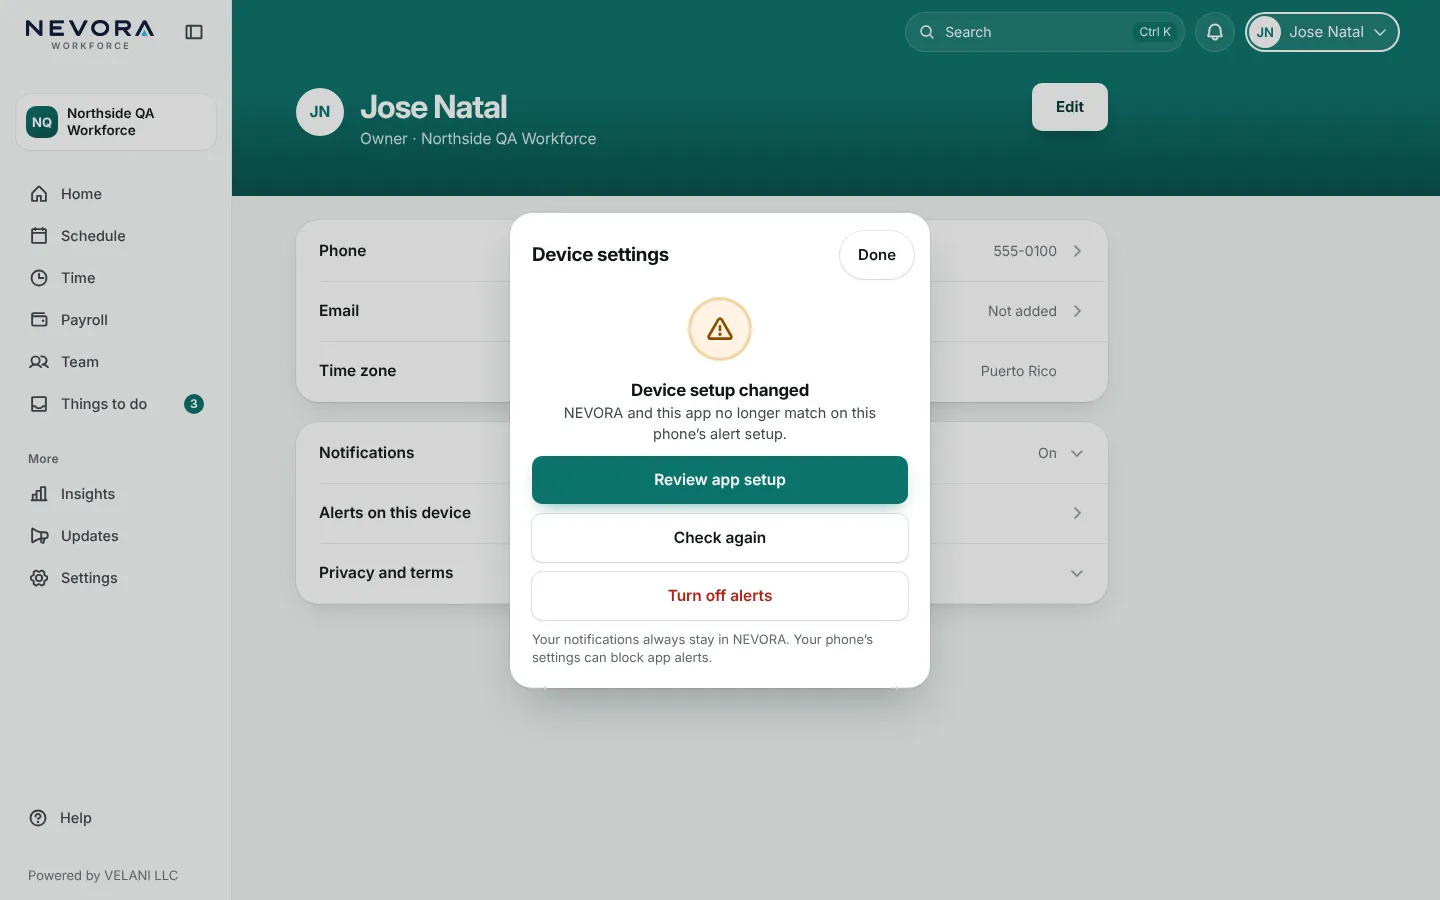 NEVORA
WORKFORCE
Search
Ctrl K
JN
Jose Natal
NQ
Northside QA
Workforce
JN
Jose Natal
Owner · Northside QA Workforce
Edit
Home
Schedule
Time
Payroll
Team
Things to do
3
More
Insights
Updates
Settings
Help
Powered by VELANI LLC
Phone
555-0100
Email
Not added
Time zone
Puerto Rico
Notifications
On
Alerts on this device
Privacy and terms
Device settings
Done
Device setup changed
NEVORA and this app no longer match on this
phone’s alert setup.
Review app setup
Check again
Turn off alerts
Your notifications always stay in NEVORA. Your phone’s
settings can block app alerts.